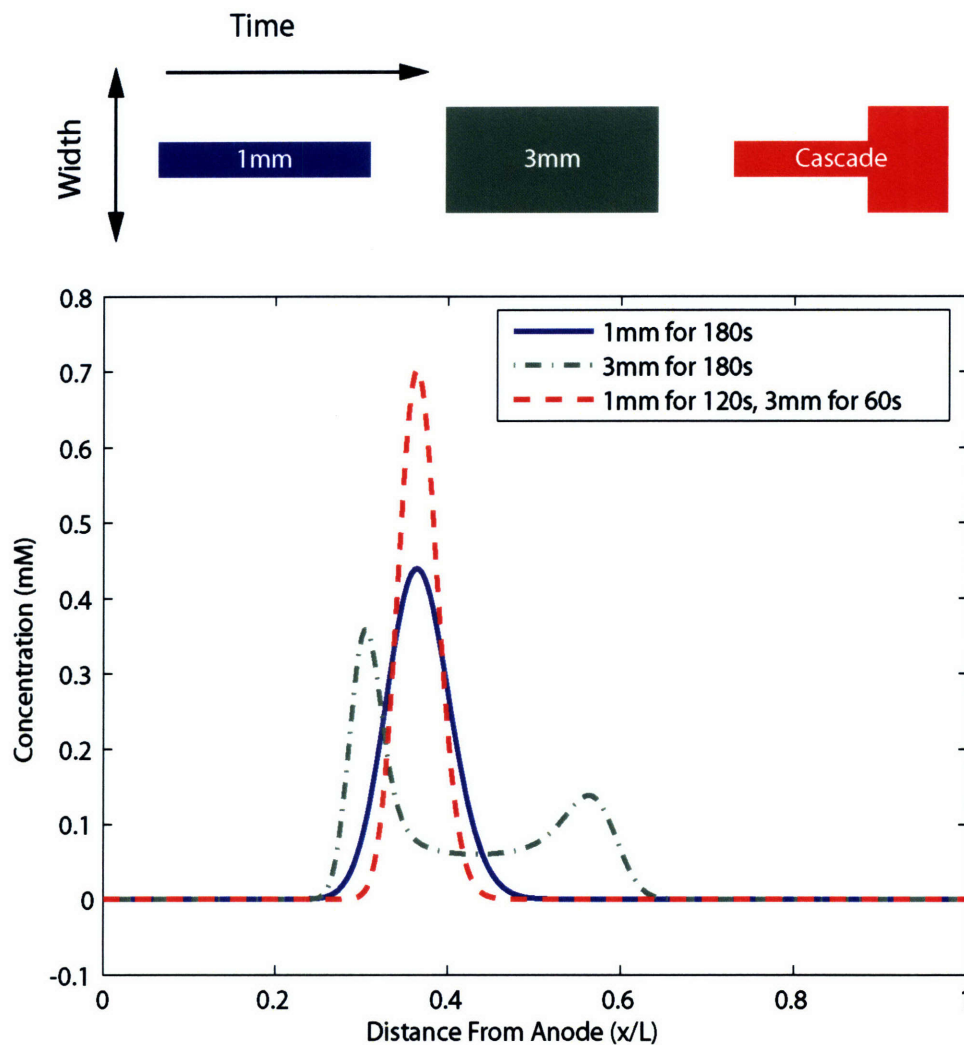 Time
Width
1mm
3mm
Cascade
0.8
0.7
0.6
0.5
0.4
0.3
0.2
0.1
0
-0.1
Concentration (mM)
1mm for 180s
3mm for 180s
1mm for 120s, 3mm for 60s
0
0.2
0.4
0.6
0.8
1
Distance From Anode (x/L)